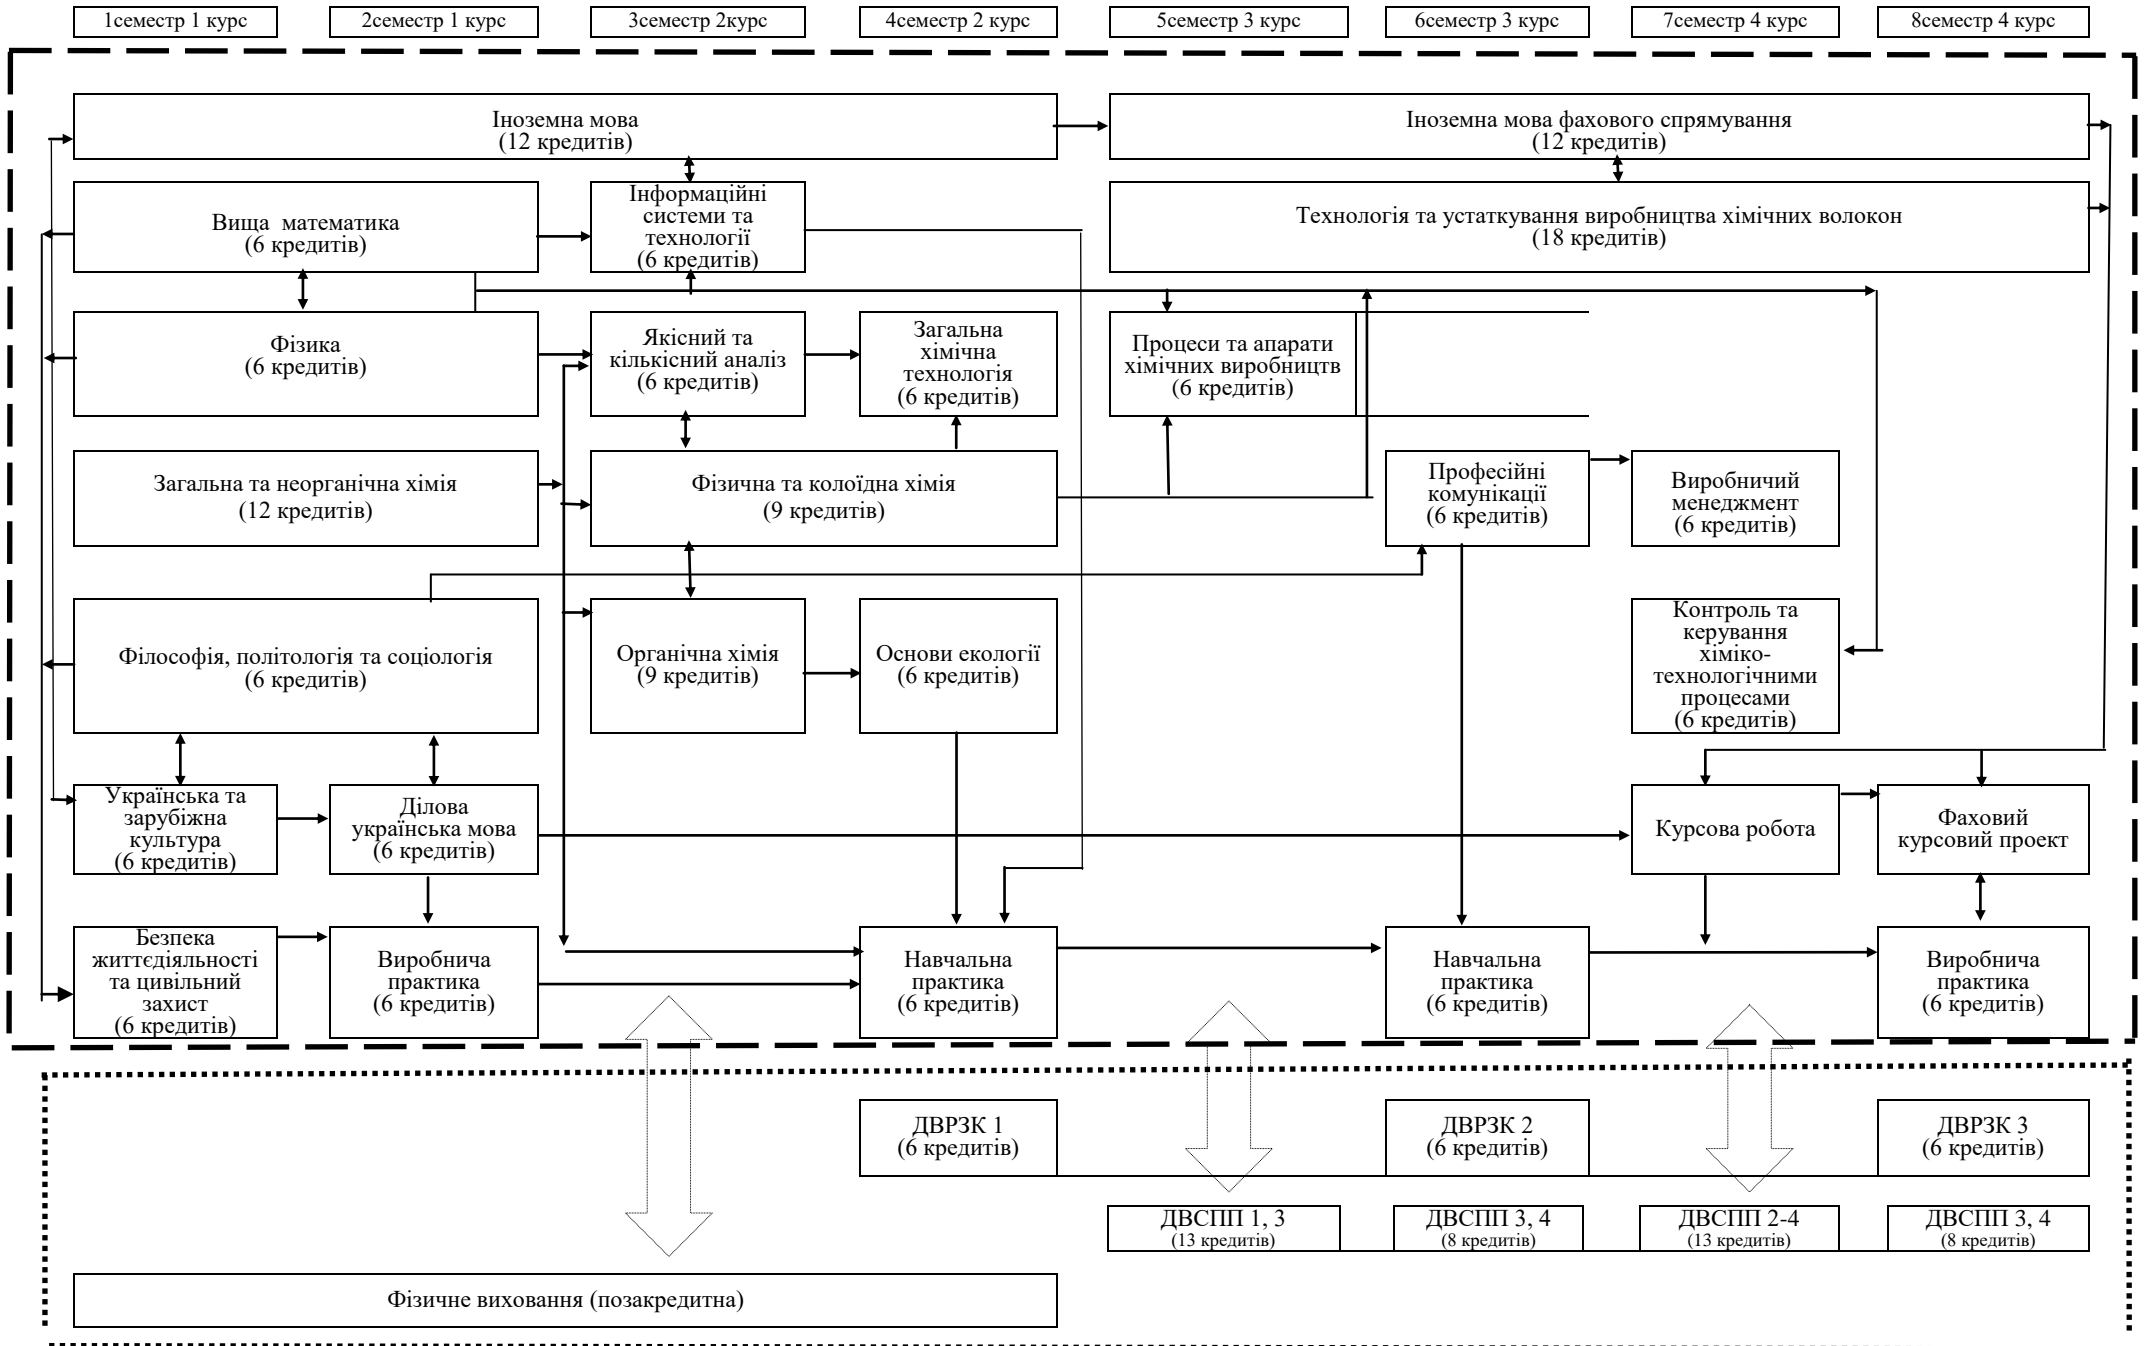 1семестр 1 курс
2семестр 1 курс
3семестр 2курс
4семестр 2 курс
5семестр 3 курс
6семестр 3 курс
7семестр 4 курс
8семестр 4 курс
Іноземна мова
(12 кредитів)
Іноземна мова фахового спрямування
(12 кредитів)
Вища  математика
(6 кредитів)
Інформаційні
системи та
технології
(6 кредитів)
Технологія та устаткування виробництва хімічних волокон
(18 кредитів)
Фізика
(6 кредитів)
Якісний та
кількісний аналіз
(6 кредитів)
Загальна
хімічна
технологія
(6 кредитів)
Процеси та апарати
хімічних виробництв
(6 кредитів)
Загальна та неорганічна хімія
(12 кредитів)
Фізична та колоїдна хімія
(9 кредитів)
Професійні
комунікації
(6 кредитів)
Виробничий
менеджмент
(6 кредитів)
Філософія, політологія та соціологія
(6 кредитів)
Органічна хімія
(9 кредитів)
Основи екології
(6 кредитів)
Контроль та
керування
хіміко-
технологічними
процесами
(6 кредитів)
Українська та
зарубіжна
культура
(6 кредитів)
Ділова
українська мова
(6 кредитів)
Курсова робота
Фаховий
курсовий проект
Безпека
життєдіяльності
та цивільний
захист
(6 кредитів)
Виробнича
практика
(6 кредитів)
Навчальна
практика
(6 кредитів)
Навчальна
практика
(6 кредитів)
Виробнича
практика
(6 кредитів)
ДВРЗК 1
(6 кредитів)
ДВРЗК 2
(6 кредитів)
ДВРЗК 3
(6 кредитів)
ДВСПП 1, 3
(13 кредитів)
ДВСПП 3, 4
(8 кредитів)
ДВСПП 2-4
(13 кредитів)
ДВСПП 3, 4
(8 кредитів)
Фізичне виховання (позакредитна)